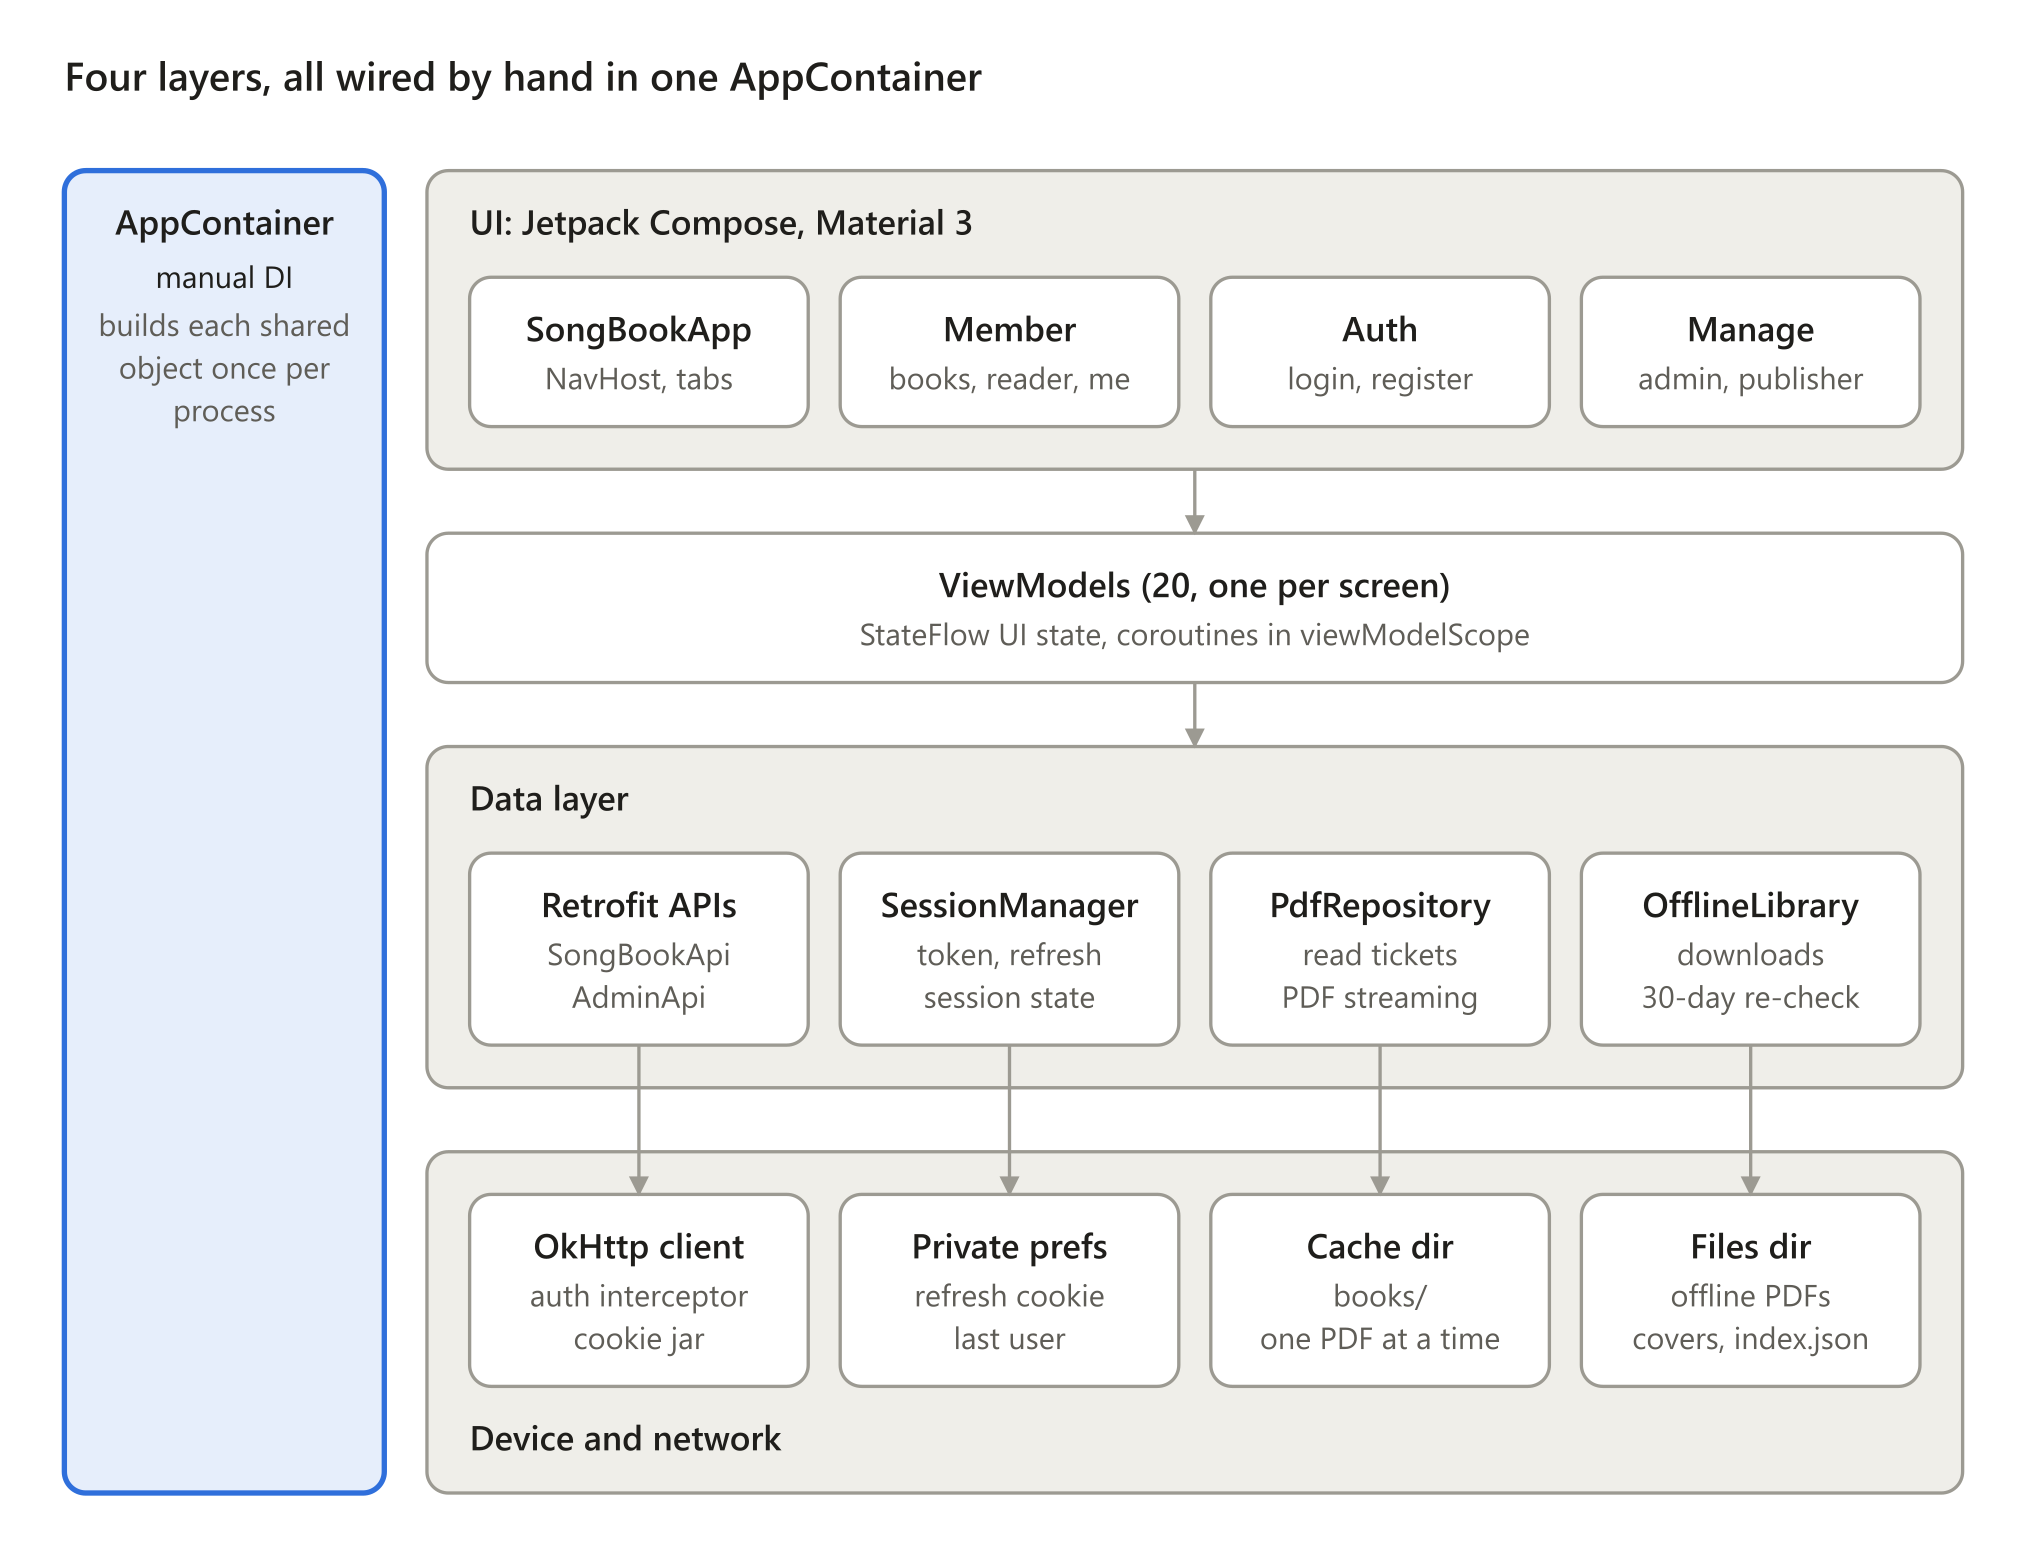 Four layers, all wired by hand in one AppContainer
AppContainer
manual DI
builds each shared
object once per
process
UI: Jetpack Compose, Material 3
SongBookApp
NavHost, tabs
Member
books, reader, me
Auth
login, register
Manage
admin, publisher
ViewModels (20, one per screen)
StateFlow UI state, coroutines in viewModelScope
Data layer
Retrofit APIs
SongBookApi
AdminApi
SessionManager
token, refresh
session state
PdfRepository
read tickets
PDF streaming
OfflineLibrary
downloads
30-day re-check
OkHttp client
auth interceptor
cookie jar
Private prefs
refresh cookie
last user
Cache dir
books/
one PDF at a time
Files dir
offline PDFs
covers, index.json
Device and network